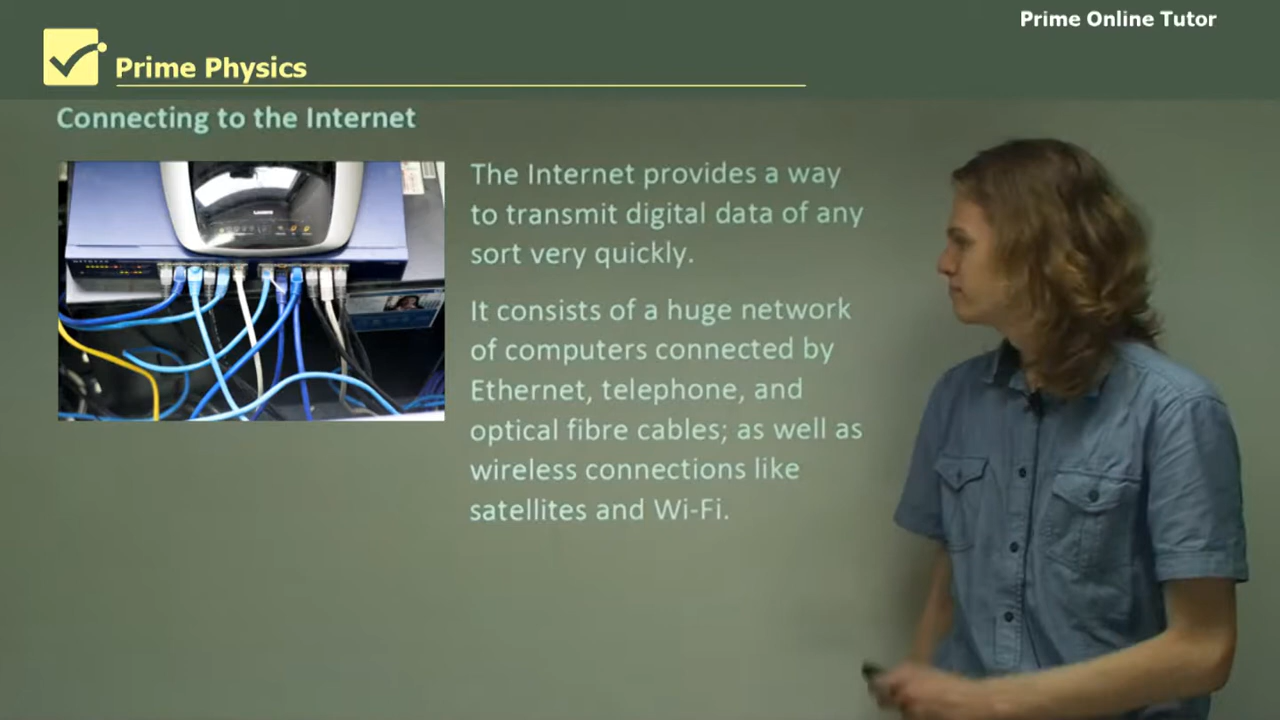 Prime Online Tutor
Prime Physics
Connecting to the Internet
The Internet provides a way
to transmit digital data of any
sort very quickly.
It consists of a huge network
of computers connected by
Ethernet, telephone, and
optical fibre cables; as well as
wireless connections like
satellites and Wi-Fi.